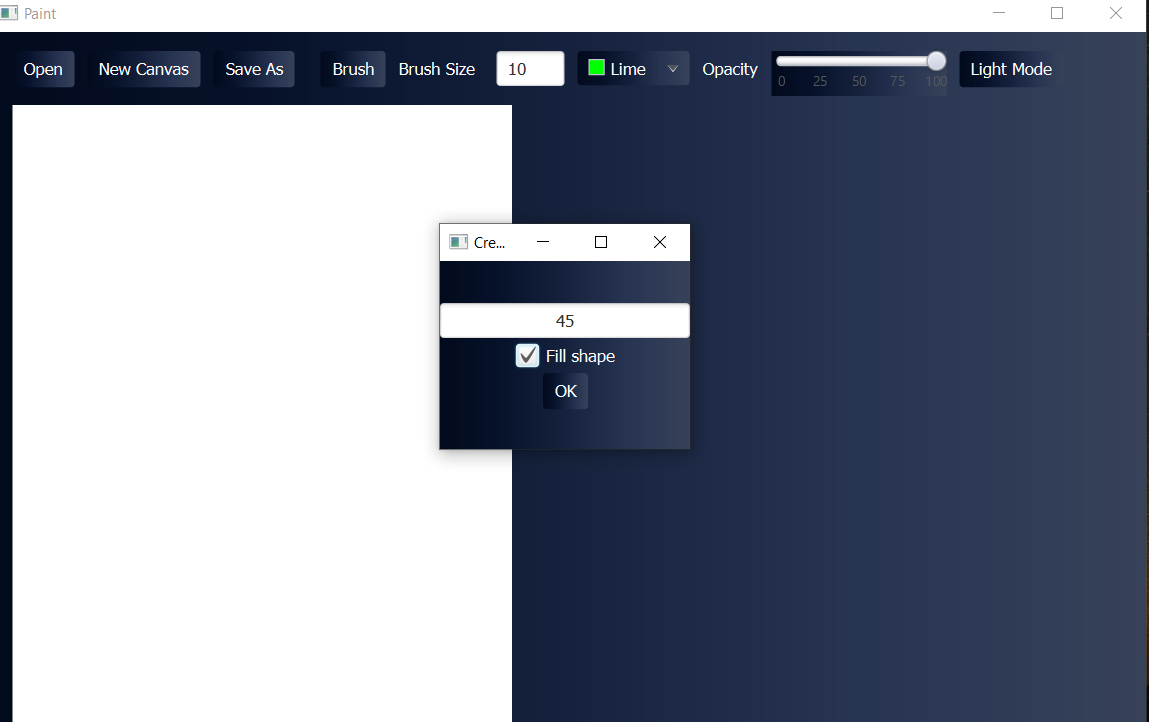 Paint
Open New Canvas Save As Brush Brush Size 10 Lime Opacity Light Mode
0 25 50 75 100
Cre...
45
Fill shape
OK